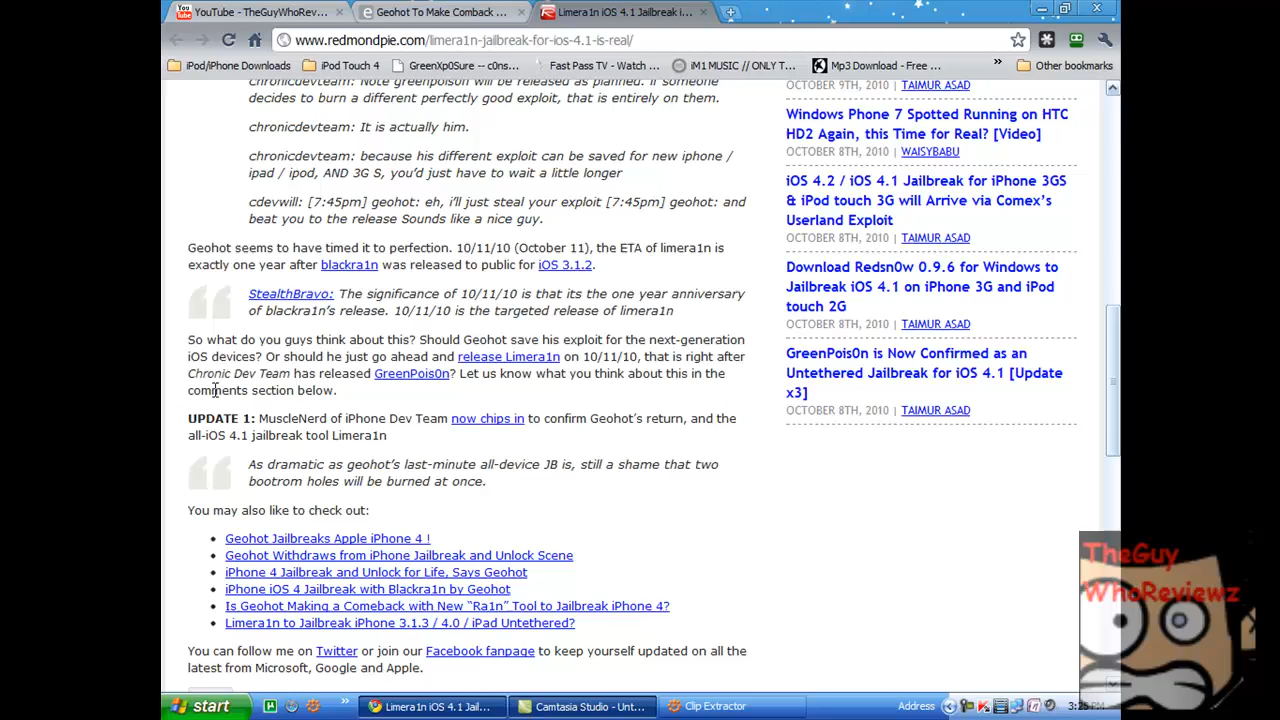 YouTube - TheGuyWhoRev...
Geohot To Make Comback ...
Limera1n iOS 4.1 Jailbreak i...
www.redmondpie.com/limera1n-jailbreak-for-ios-4.1-is-real/
iPod/iPhone Downloads
iPod Touch 4
GreenXp0Sure -- c0ns...
Fast Pass TV - Watch ...
iM1 MUSIC // ONLY T...
Mp3 Download - Free ...
Other bookmarks
chronicdevteam: Note greenpois0n will be released as planned. If someone
decides to burn a different perfectly good exploit, that is entirely on them.
chronicdevteam: It is actually him.
chronicdevteam: because his different exploit can be saved for new iphone /
ipad / ipod, AND 3G S, you'd just have to wait a little longer
cdevwill: [7:45pm] geohot: eh, i'll just steal your exploit [7:45pm] geohot: and
beat you to the release Sounds like a nice guy.
Geohot seems to have timed it to perfection. 10/11/10 (October 11), the ETA of limera1n is
exactly one year after blackra1n was released to public for iOS 3.1.2.
StealthBravo: The significance of 10/11/10 is that its the one year anniversary
of blackra1n's release. 10/11/10 is the targeted release of limera1n
So what do you guys think about this? Should Geohot save his exploit for the next-generation
iOS devices? Or should he just go ahead and release Limera1n on 10/11/10, that is right after
Chronic Dev Team has released GreenPois0n? Let us know what you think about this in the
comments section below.
UPDATE 1: MuscleNerd of iPhone Dev Team now chips in to confirm Geohot's return, and the
all-iOS 4.1 jailbreak tool Limera1n
As dramatic as geohot's last-minute all-device JB is, still a shame that two
bootrom holes will be burned at once.
You may also like to check out:
Geohot Jailbreaks Apple iPhone 4 !
Geohot Withdraws from iPhone Jailbreak and Unlock Scene
iPhone 4 Jailbreak and Unlock for Life, Says Geohot
iPhone iOS 4 Jailbreak with Blackra1n by Geohot
Is Geohot Making a Comeback with New "Ra1n" Tool to Jailbreak iPhone 4?
Limera1n to Jailbreak iPhone 3.1.3 / 4.0 / iPad Untethered?
You can follow me on Twitter or join our Facebook fanpage to keep yourself updated on all the
latest from Microsoft, Google and Apple.
OCTOBER 9TH, 2010 | TAIMUR ASAD
Windows Phone 7 Spotted Running on HTC
HD2 Again, this Time for Real? [Video]
OCTOBER 8TH, 2010 | WAISYBABU
iOS 4.2 / iOS 4.1 Jailbreak for iPhone 3GS
& iPod touch 3G will Arrive via Comex's
Userland Exploit
OCTOBER 8TH, 2010 | TAIMUR ASAD
Download Redsn0w 0.9.6 for Windows to
Jailbreak iOS 4.1 on iPhone 3G and iPod
touch 2G
OCTOBER 8TH, 2010 | TAIMUR ASAD
GreenPois0n is Now Confirmed as an
Untethered Jailbreak for iOS 4.1 [Update
x3]
OCTOBER 8TH, 2010 | TAIMUR ASAD
TheGuy
WhoReviewz
start
Limera1n iOS 4.1 Jail...
Camtasia Studio - Unt...
Clip Extractor
Address
3:25 PM